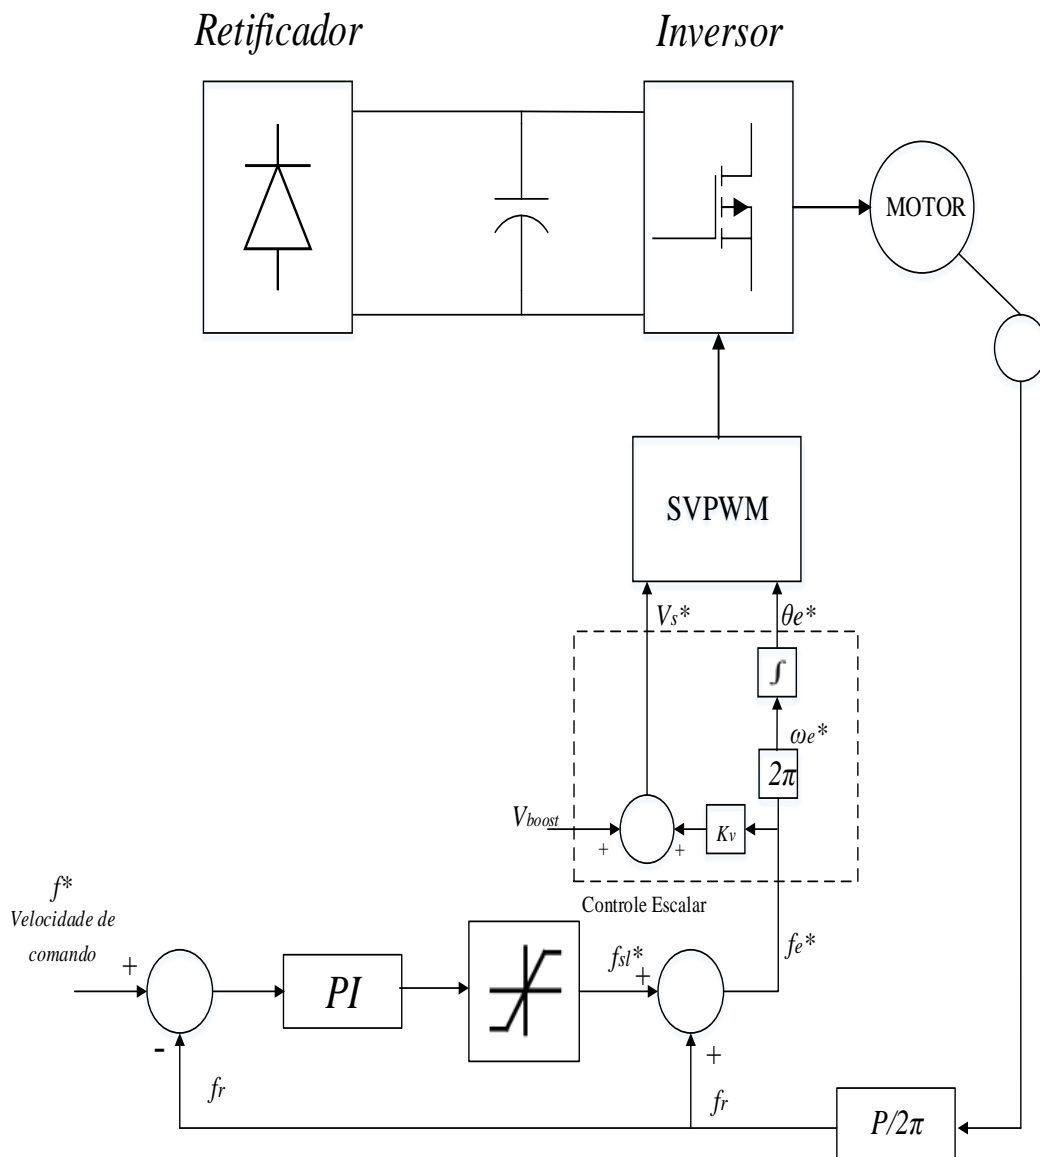 Retificador
Inversor
MOTOR
SVPWM
Vs*
θe*
∫
ωe*
2π
Vboost
Kv
+
+
Controle Escalar
f*
Velocidade de
comando
+
PI
fsl*
+
fe*
-
+
fr
fr
P/2π